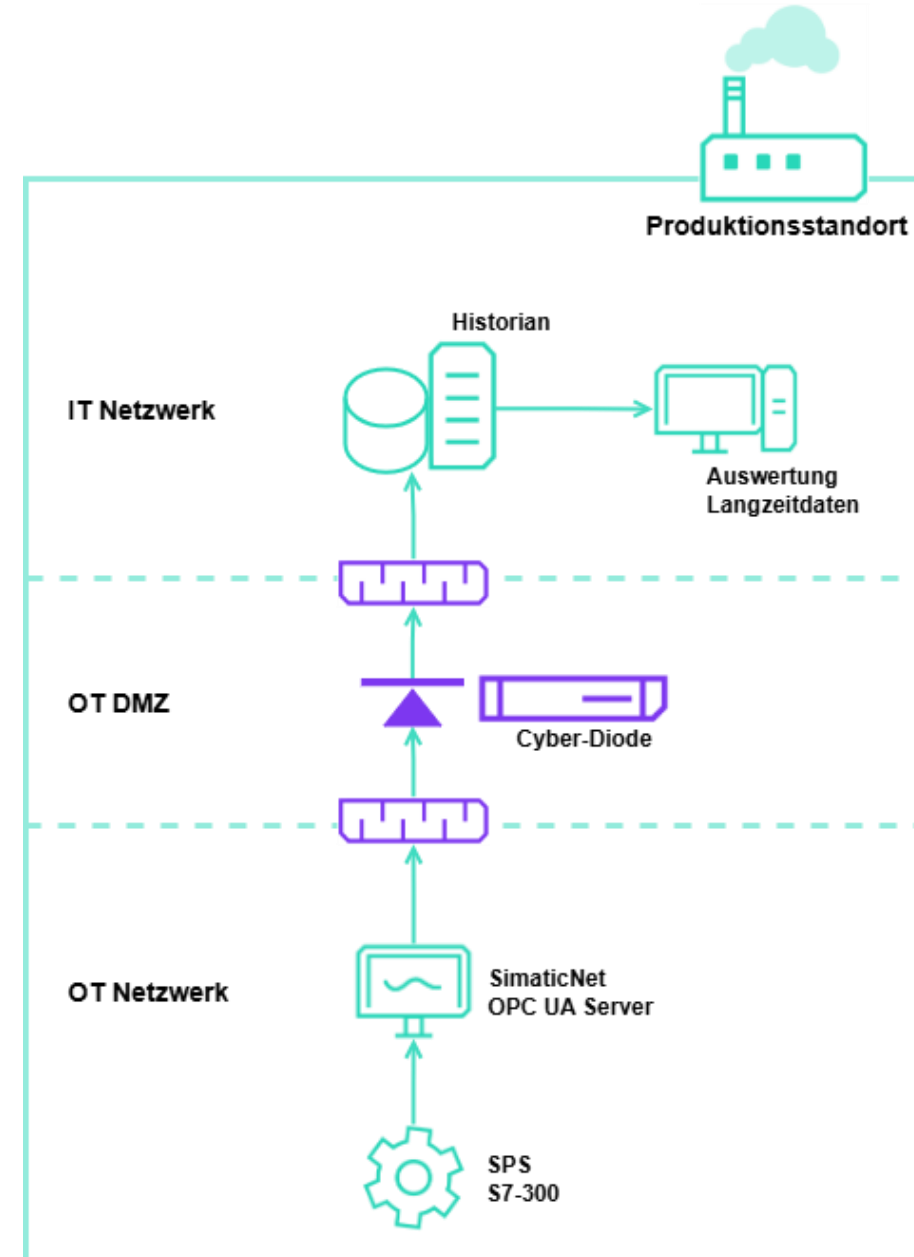 Produktionsstandort
Historian
IT Netzwerk
Auswertung
Langzeitdaten
OT DMZ
Cyber-Diode
OT Netzwerk
SimaticNet
OPC UA Server
SPS
S7-300